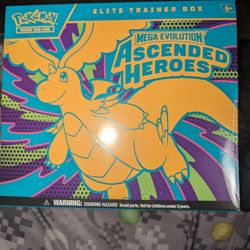 POKÉMON
TRADING CARD GAME
ELITE TRAINER BOX
6+
MEGA EVOLUTION
ASCENDED
HEROES
WARNING: CHOKING HAZARD-Small parts. Not for children under 3 years.